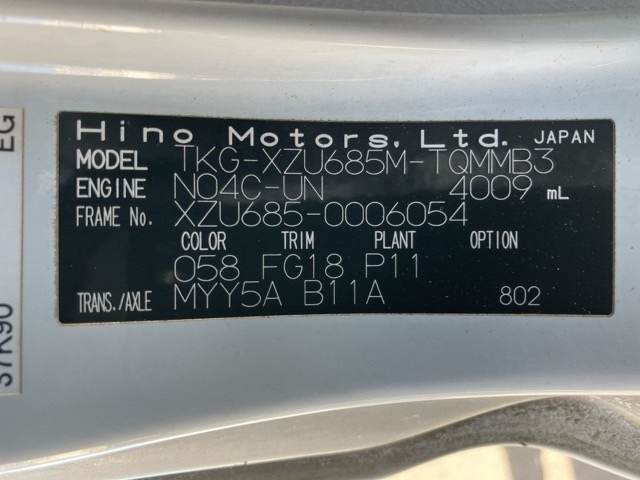 Hino Motors, Ltd. JAPAN
MODEL TKG-XZU685M-TQMMB3
ENGINE N04C-UN 4009 mL
FRAME No. XZU685-0006054
COLOR TRIM PLANT OPTION
058 FG18 P11
TRANS./AXLE MYY5A B11A 802
EG
37K90